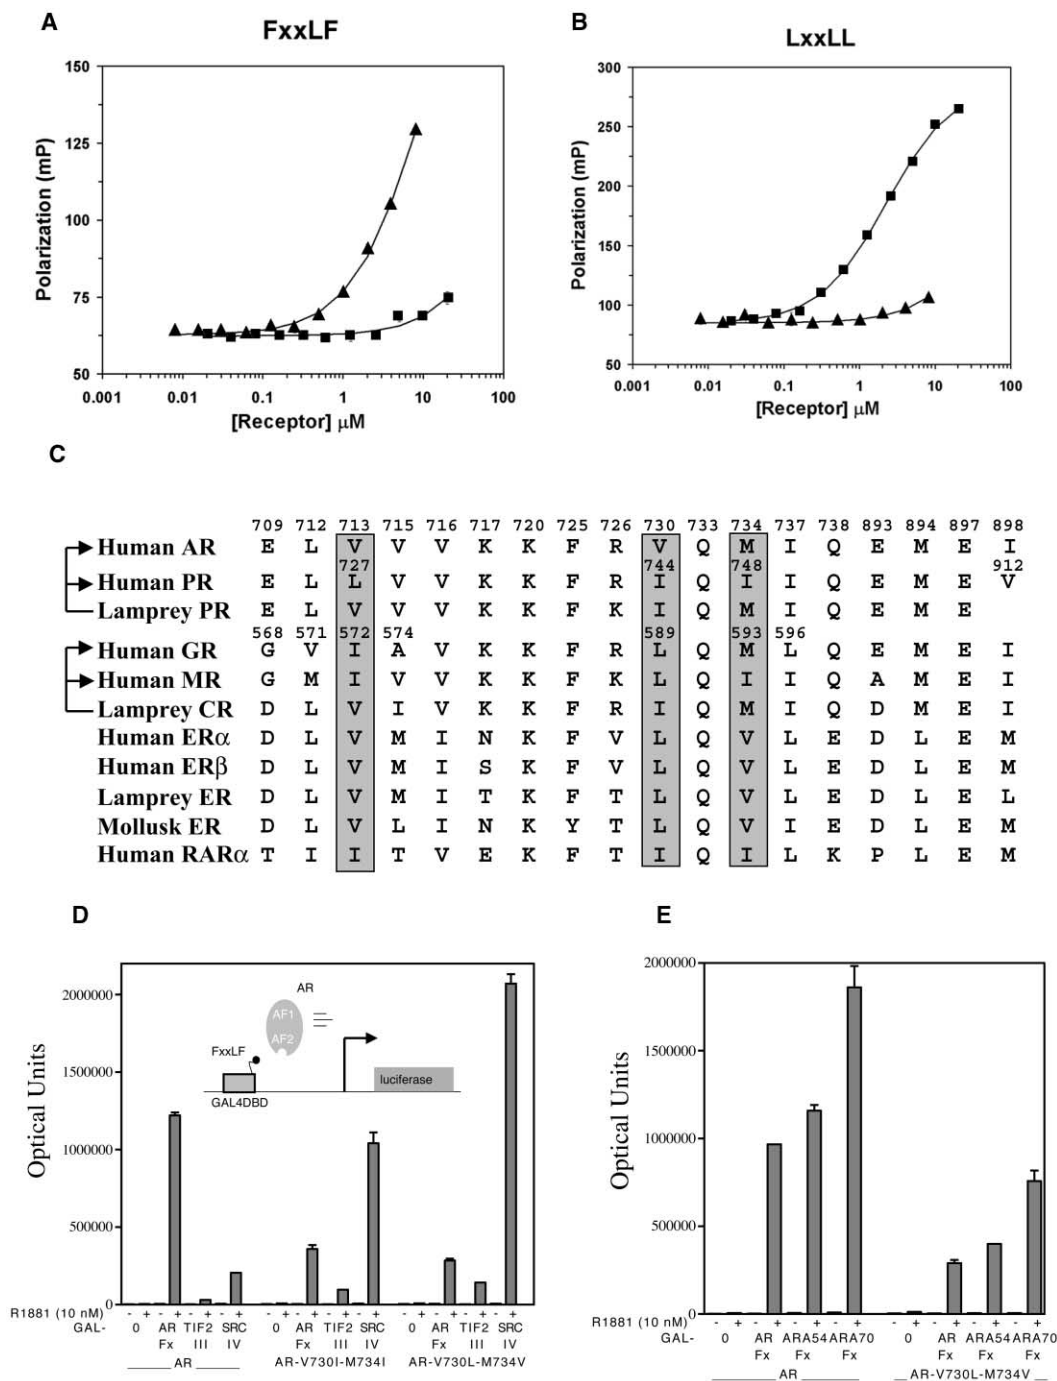 A
FxxLF
150
125
100
75
50
Polarization (mP)
0.001 0.01 0.1 1 10 100
[Receptor] μM
B
LxxLL
300
250
200
150
100
50
Polarization (mP)
0.001 0.01 0.1 1 10 100
[Receptor] μM
C
709 712 713 715 716 717 720 725 726 730 733 734 737 738 893 894 897 898
Human AR E L V V V K K F R V Q M I Q E M E I
727 744 748 912
Human PR E L L V V K K F R I Q I I Q E M E V
Lamprey PR E L V V V K K F K I Q M I Q E M E
568 571 572 574 589 593 596
Human GR G V I A V K K F R L Q M L Q E M E I
Human MR G M I V V K K F K L Q I I Q A M E I
Lamprey CR D L V I V K K F R I Q M I Q D M E I
Human ERα D L V M I N K F V L Q V L E D L E M
Human ERβ D L V M I S K F V L Q V L E D L E M
Lamprey ER D L V M I T K F T L Q V L E D L E L
Mollusk ER D L V L I N K Y T L Q V I E D L E M
Human RARα T I I T V E K F T I Q I L K P L E M
D
2000000
1500000
1000000
500000
0
Optical Units
AR
AF1
AF2
FxxLF
GAL4DBD
luciferase
R1881 (10 nM) - + - + - + - + - + - + - + - + - + - + - + - +
GAL- 0 AR TIF2 SRC 0 AR TIF2 SRC 0 AR TIF2 SRC
Fx III IV Fx III IV Fx III IV
AR AR-V730I-M734I AR-V730L-M734V
E
2000000
1500000
1000000
500000
0
Optical Units
- + - + - + - + - + - + - + - + R1881 (10 nM)
0 AR ARA54 ARA70 0 AR ARA54 ARA70 GAL-
Fx Fx Fx Fx Fx Fx
AR AR-V730L-M734V